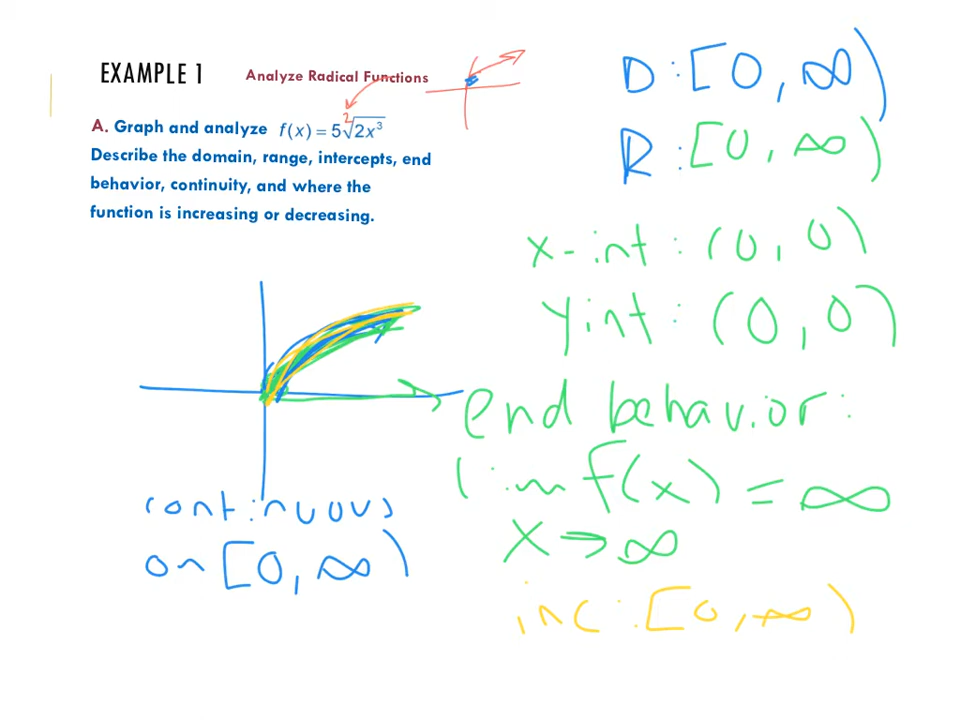 EXAMPLE 1
Analyze Radical Functions
A. Graph and analyze f(x) = 5²√2x³
Describe the domain, range, intercepts, end
behavior, continuity, and where the
function is increasing or decreasing.
D : [0, ∞)
R : [0, ∞)
x-int : (0, 0)
y int : (0, 0)
end behavior :
lim f(x) = ∞
x → ∞
inc : [0, ∞)
continuous
on [0, ∞)